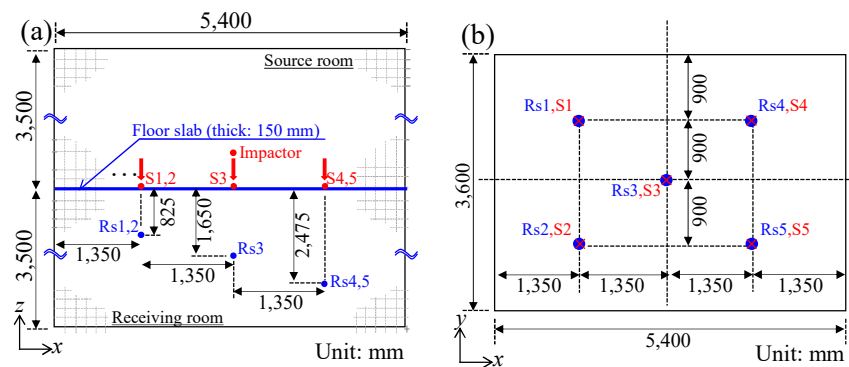 (a)
5,400
Source room
3,500
Floor slab (thick: 150 mm)
Impactor
S1,2
S3
S4,5
825
1,650
2,475
Rs1,2
Rs3
Rs4,5
1,350
1,350
1,350
3,500
z
x
Receiving room
Unit: mm
(b)
900
Rs1,S1
Rs4,S4
900
3,600
Rs3,S3
900
Rs2,S2
Rs5,S5
1,350
1,350
1,350
1,350
y
x
5,400
Unit: mm